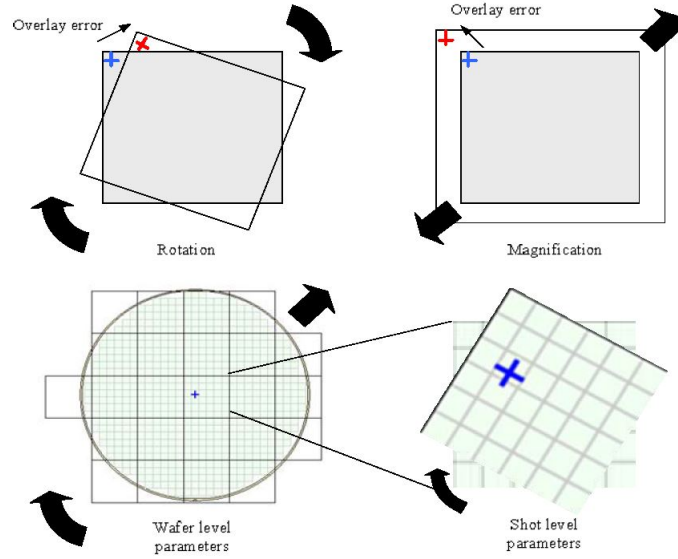 Overlay error
Overlay error
Rotation
Magnification
Wafer level
parameters
Shot level
parameters